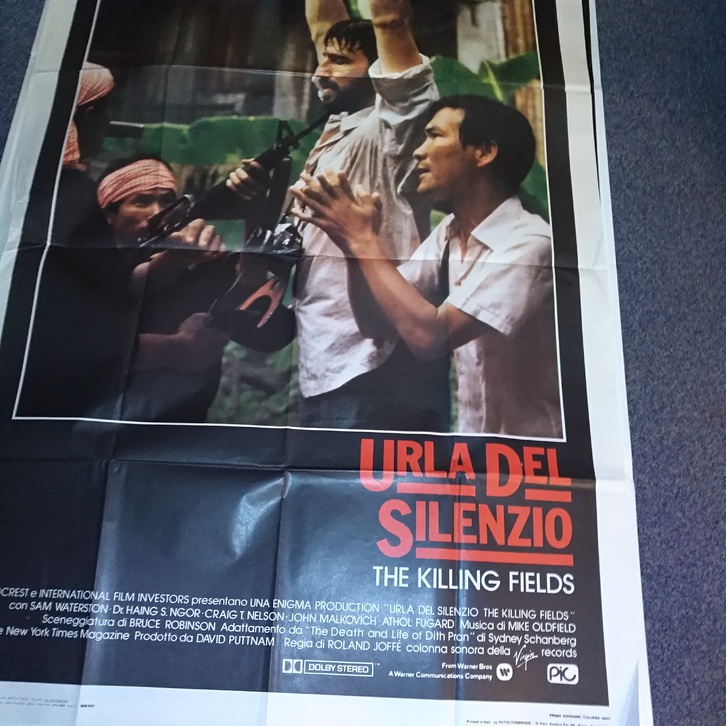 URLA DEL
SILENZIO
THE KILLING FIELDS
CREST e INTERNATIONAL FILM INVESTORS presentano UNA ENIGMA PRODUCTION "URLA DEL SILENZIO THE KILLING FIELDS"
con SAM WATERSTON · Dr. HAING S. NGOR · CRAIG T. NELSON · JOHN MALKOVICH · ATHOL FUGARD Musica di MIKE OLDFIELD
Sceneggiatura di BRUCE ROBINSON Adattamento da "The Death and Life of Dith Pran" di Sydney Schanberg
New York Times Magazine Prodotto da DAVID PUTTNAM Regia di ROLAND JOFFÉ colonna sonora della Virgin records
DOLBY STEREO
From Warner Bros
A Warner Communications Company
PIC